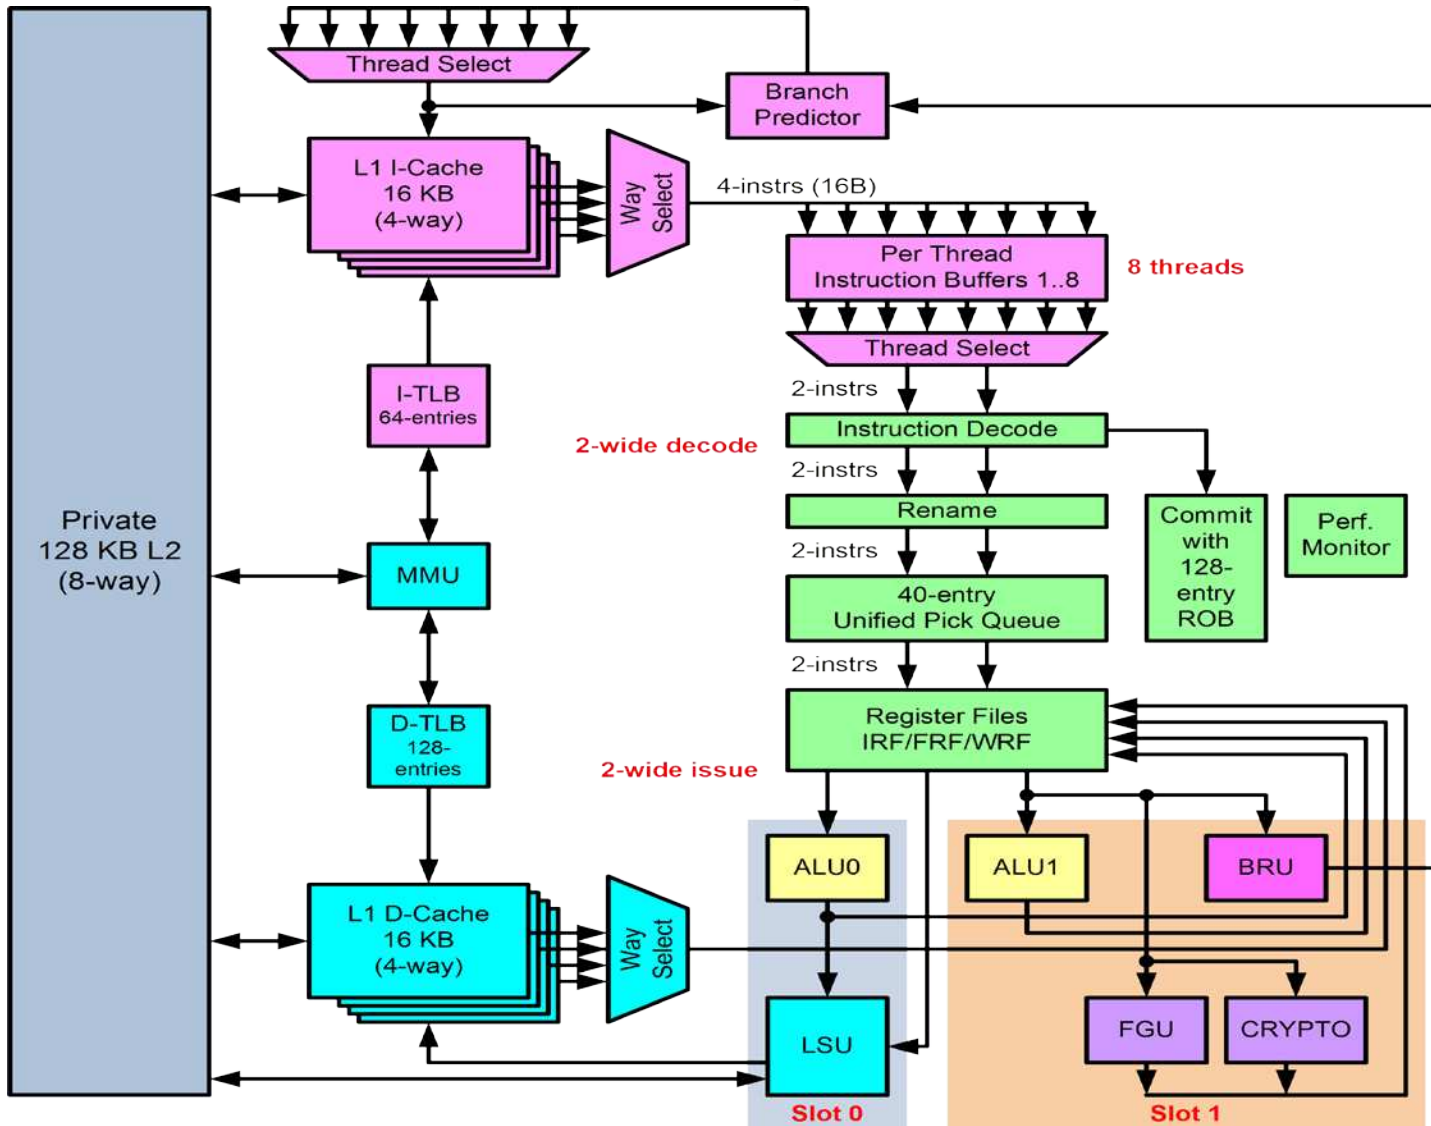 Thread Select
Branch
Predictor
L1 I-Cache
16 KB
(4-way)
Way
Select
4-instrs (16B)
Per Thread
Instruction Buffers 1..8
8 threads
Thread Select
I-TLB
64-entries
2-instrs
Instruction Decode
2-wide decode
2-instrs
Rename
Commit
with
128-
entry
ROB
Perf.
Monitor
Private
128 KB L2
(8-way)
2-instrs
MMU
40-entry
Unified Pick Queue
2-instrs
D-TLB
128-
entries
Register Files
IRF/FRF/WRF
2-wide issue
ALU0
ALU1
BRU
L1 D-Cache
16 KB
(4-way)
Way
Select
LSU
FGU
CRYPTO
Slot 0
Slot 1